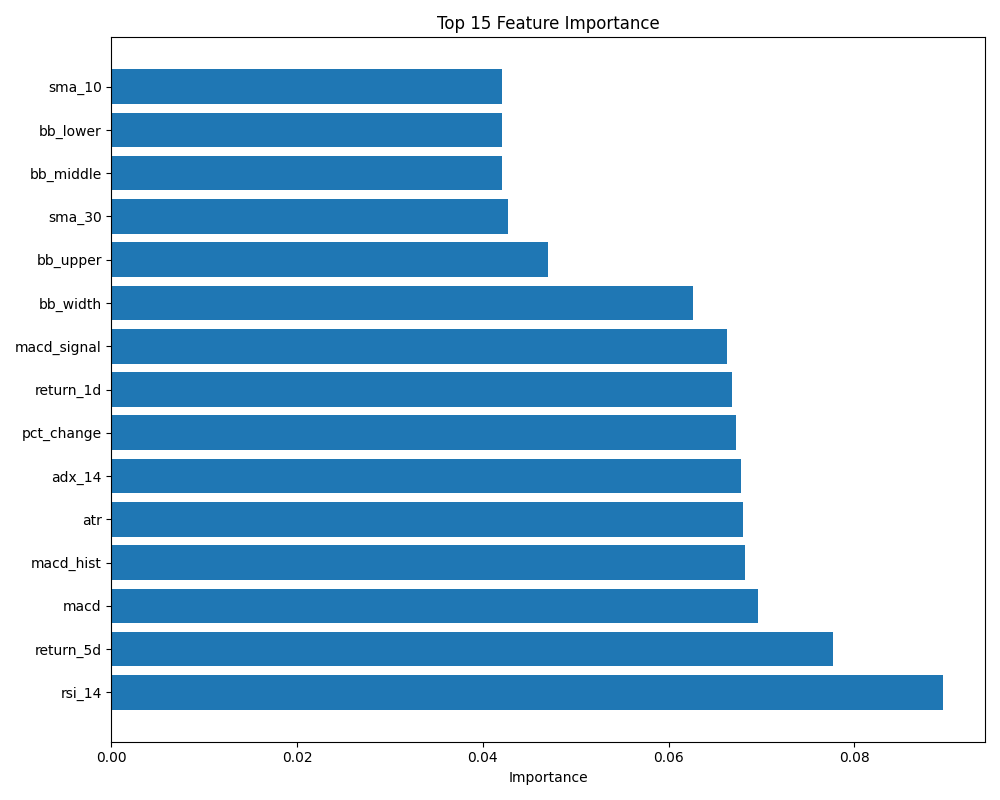 Top 15 Feature Importance
sma_10
bb_lower
bb_middle
sma_30
bb_upper
bb_width
macd_signal
return_1d
pct_change
adx_14
atr
macd_hist
macd
return_5d
rsi_14
0.00 0.02 0.04 0.06 0.08
Importance